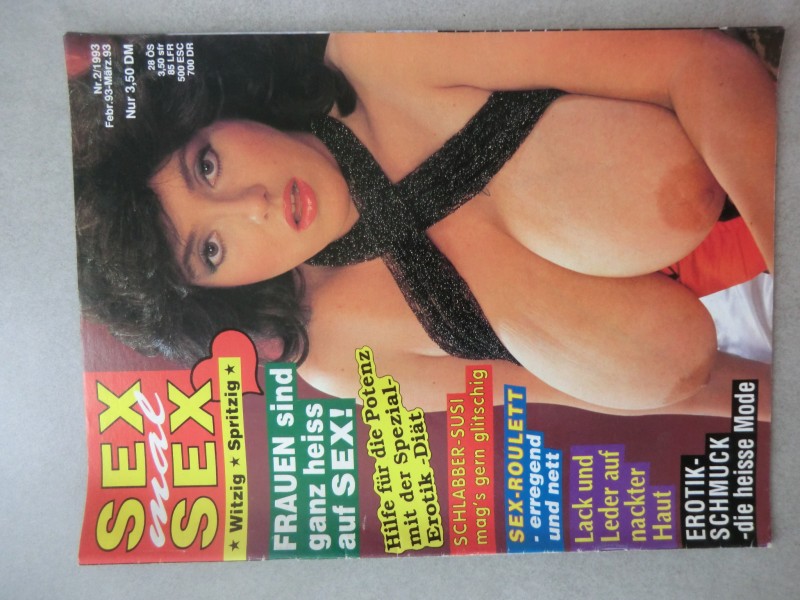 SEX
mal
SEX
★ Witzig ★ Spritzig ★
Nr.2/1993
Febr.93-März.93
Nur 3,50 DM
28 ÖS
3,50 sfr
85 LFR
500 ESC
700 DR
FRAUEN sind
ganz heiss
auf SEX!
Hilfe für die Potenz
mit der Spezial-
Erotik-Diät
SCHLABBER-SUSI
mag's gern glitschig
SEX-ROULETT
- erregend
und nett
Lack und
Leder auf
nackter
Haut
EROTIK-
SCHMUCK
-die heisse Mode